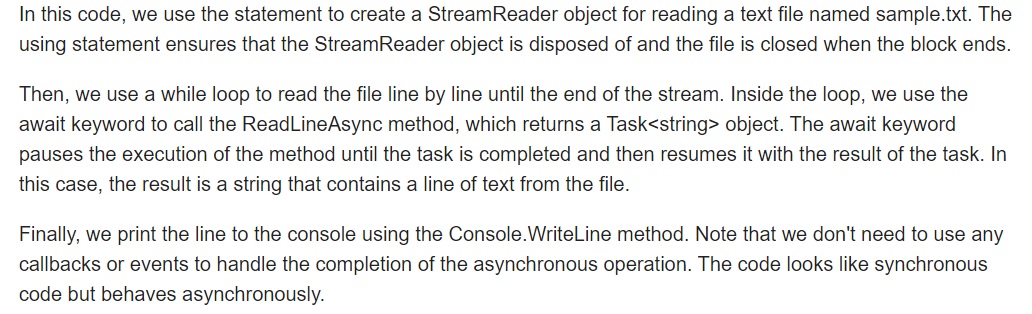 In this code, we use the statement to create a StreamReader object for reading a text file named sample.txt. The
using statement ensures that the StreamReader object is disposed of and the file is closed when the block ends.
Then, we use a while loop to read the file line by line until the end of the stream. Inside the loop, we use the
await keyword to call the ReadLineAsync method, which returns a Task<string> object. The await keyword
pauses the execution of the method until the task is completed and then resumes it with the result of the task. In
this case, the result is a string that contains a line of text from the file.
Finally, we print the line to the console using the Console.WriteLine method. Note that we don't need to use any
callbacks or events to handle the completion of the asynchronous operation. The code looks like synchronous
code but behaves asynchronously.